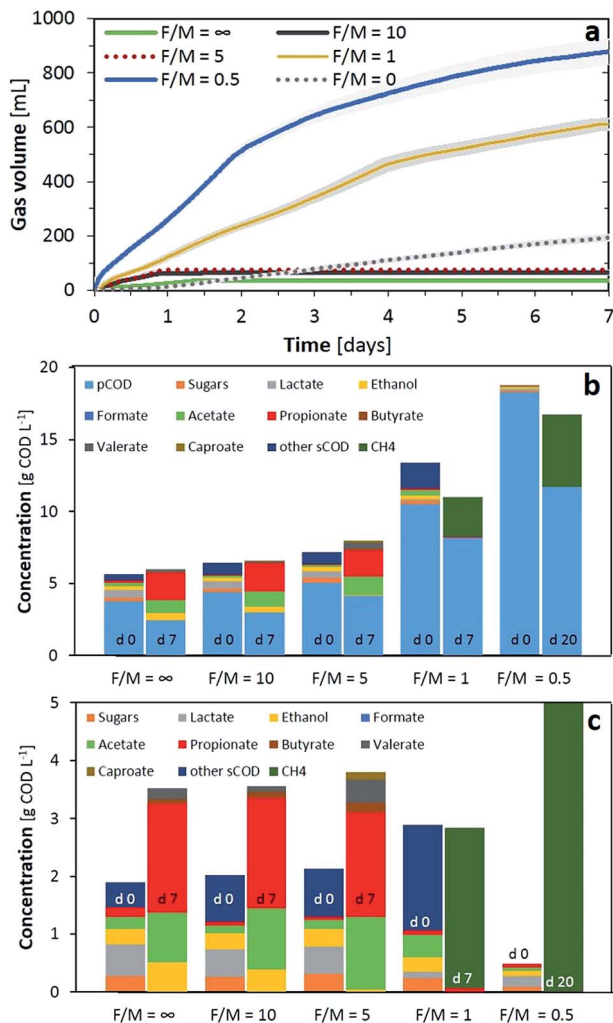 1000
800
600
400
200
0
Gas volume [mL]
F/M = ∞
F/M = 10
F/M = 5
F/M = 1
F/M = 0.5
F/M = 0
a
0 1 2 3 4 5 6 7
Time [days]
b
20
15
10
5
0
Concentration [g COD L-1]
pCOD Sugars Lactate Ethanol
Formate Acetate Propionate Butyrate
Valerate Caproate other sCOD CH4
d 0 d 7 d 0 d 7 d 0 d 7 d 0 d 7 d 0 d 20
F/M = ∞ F/M = 10 F/M = 5 F/M = 1 F/M = 0.5
c
5
4
3
2
1
0
Concentration [g COD L-1]
Sugars Lactate Ethanol Formate
Acetate Propionate Butyrate Valerate
Caproate other sCOD CH4
d 0 d 7 d 0 d 7 d 0 d 7 d 0 d 7 d 0 d 20
F/M = ∞ F/M = 10 F/M = 5 F/M = 1 F/M = 0.5